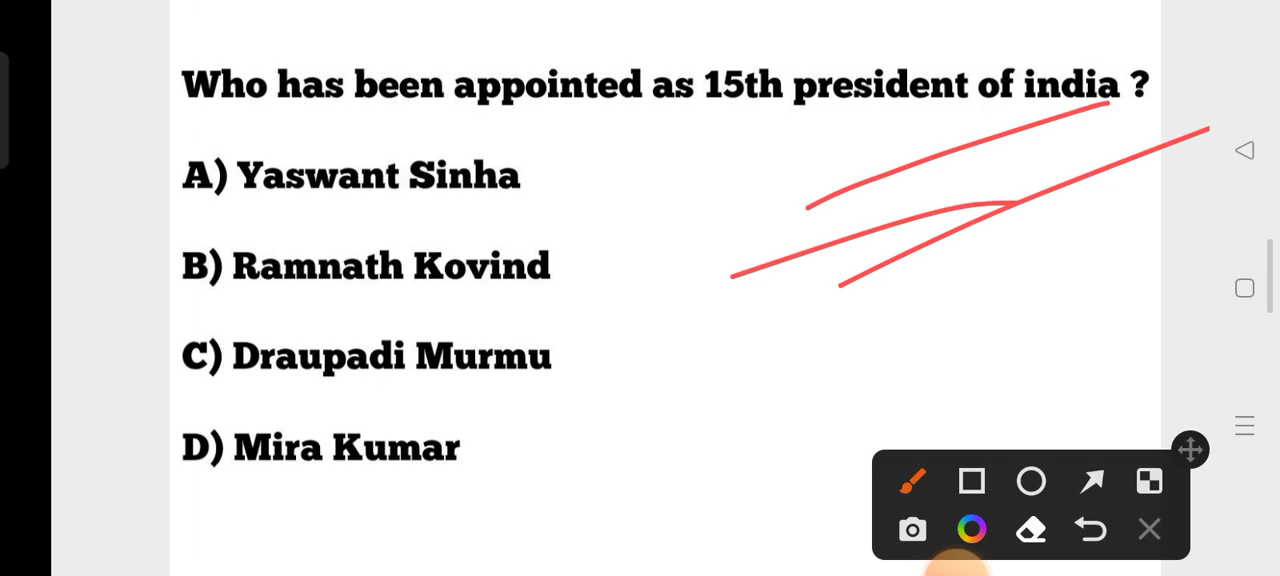 Who has been appointed as 15th president of india ?
A) Yaswant Sinha
B) Ramnath Kovind
C) Draupadi Murmu
D) Mira Kumar